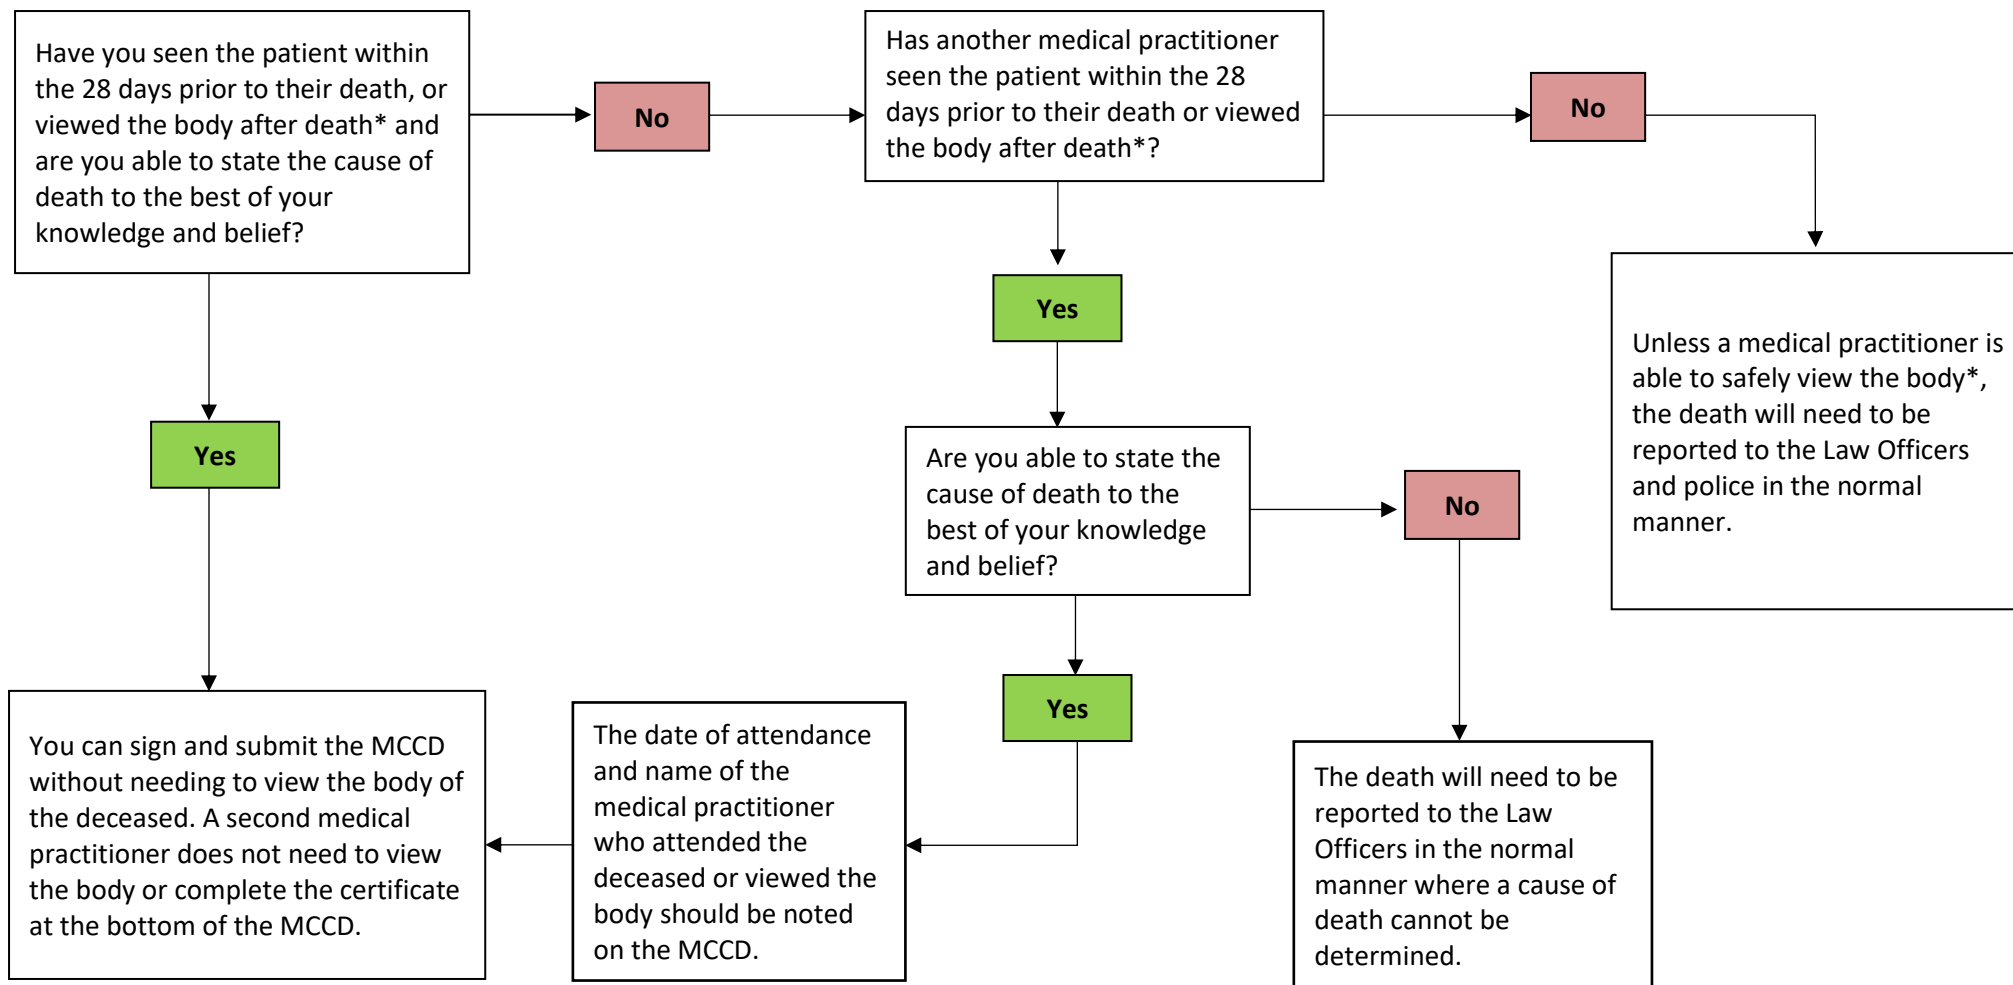 Have you seen the patient within
the 28 days prior to their death, or
viewed the body after death* and
are you able to state the cause of
death to the best of your
knowledge and belief?
No
Has another medical practitioner
seen the patient within the 28
days prior to their death or viewed
the body after death*?
No
Unless a medical practitioner is
able to safely view the body*,
the death will need to be
reported to the Law Officers
and police in the normal
manner.
Yes
Yes
Are you able to state the
cause of death to the
best of your knowledge
and belief?
No
Yes
You can sign and submit the MCCD
without needing to view the body of
the deceased. A second medical
practitioner does not need to view
the body or complete the certificate
at the bottom of the MCCD.
The date of attendance
and name of the
medical practitioner
who attended the
deceased or viewed the
body should be noted
on the MCCD.
The death will need to be
reported to the Law
Officers in the normal
manner where a cause of
death cannot be
determined.